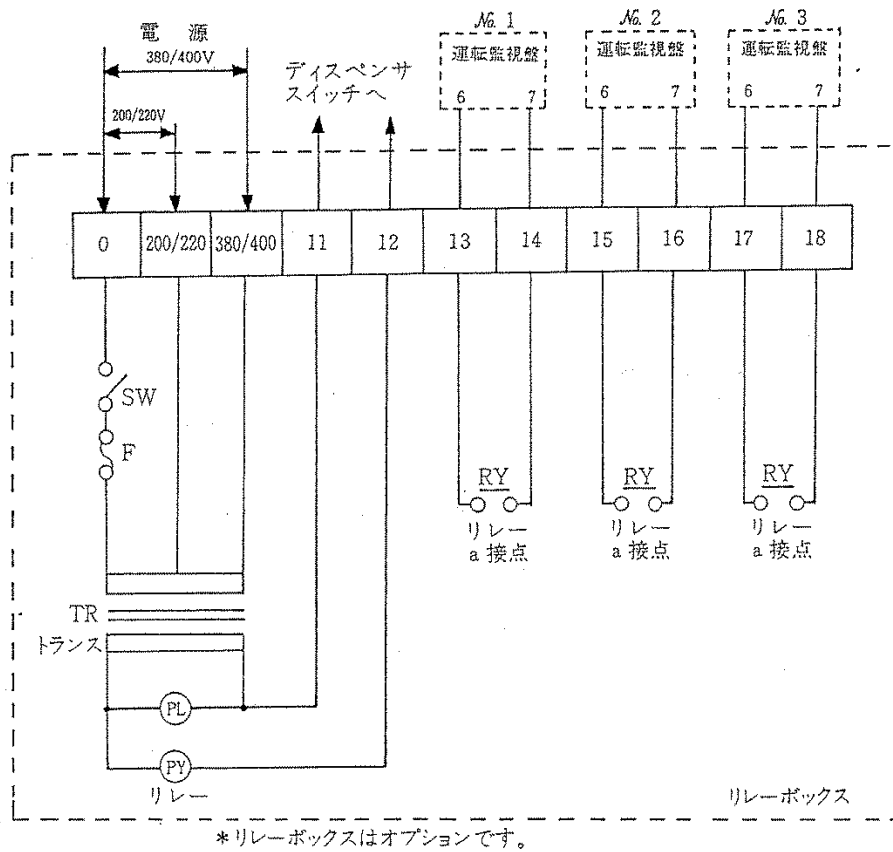 電源
380/400V
200/220V
ディスペンサ
スイッチへ
№ 1
運転監視盤
6 7
№ 2
運転監視盤
6 7
№ 3
運転監視盤
6 7
0 200/220 380/400 11 12 13 14 15 16 17 18
SW
F
RY
リレー
a 接点
RY
リレー
a 接点
RY
リレー
a 接点
TR
トランス
PL
PY
リレー
リレーボックス
*リレーボックスはオプションです。